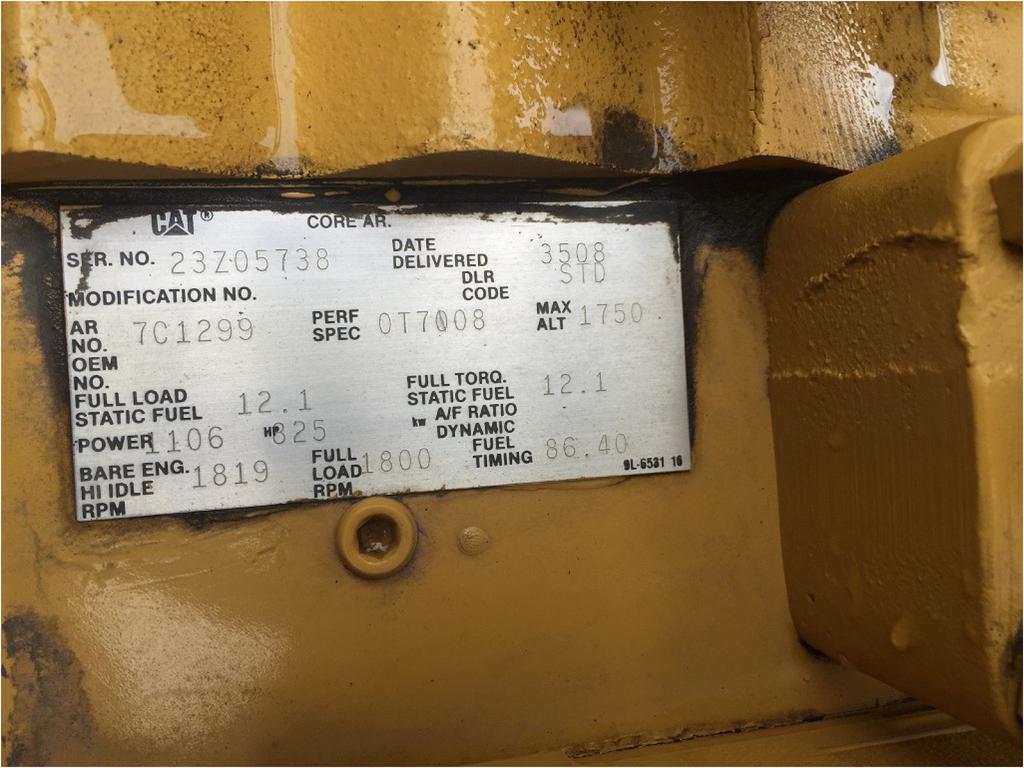 CAT® CORE AR.
SER. NO. 23Z05738 DATE DELIVERED 3508
MODIFICATION NO. DLR CODE STD
AR NO. 7C1299 PERF SPEC 0T7008 MAX ALT 1750
OEM NO.
FULL LOAD STATIC FUEL 12.1 FULL TORQ. STATIC FUEL 12.1
A/F RATIO DYNAMIC
POWER 1106 HP 825 kw
BARE ENG. HI IDLE RPM 1819 FULL LOAD RPM 1800 FUEL TIMING 86.40
9L-6531 16